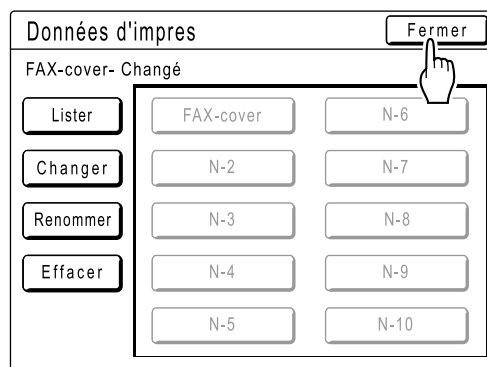 Données d'impres
Fermer
FAX-cover- Changé
Lister
FAX-cover
N-6
Changer
N-2
N-7
Renommer
N-3
N-8
Effacer
N-4
N-9
N-5
N-10